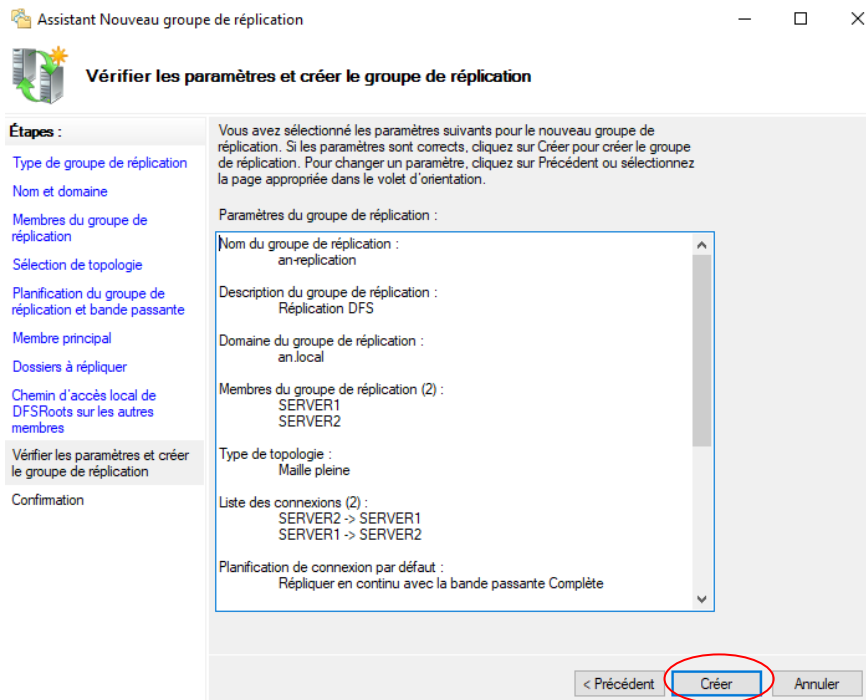 Assistant Nouveau groupe de réplication
Vérifier les paramètres et créer le groupe de réplication
Étapes :
Type de groupe de réplication
Nom et domaine
Membres du groupe de
réplication
Sélection de topologie
Planification du groupe de
réplication et bande passante
Membre principal
Dossiers à répliquer
Chemin d'accès local de
DFSRoots sur les autres
membres
Vérifier les paramètres et créer
le groupe de réplication
Confirmation
Vous avez sélectionné les paramètres suivants pour le nouveau groupe de
réplication. Si les paramètres sont corrects, cliquez sur Créer pour créer le groupe
de réplication. Pour changer un paramètre, cliquez sur Précédent ou sélectionnez
la page appropriée dans le volet d'orientation.
Paramètres du groupe de réplication :
Nom du groupe de réplication :
an-replication
Description du groupe de réplication :
Réplication DFS
Domaine du groupe de réplication :
an.local
Membres du groupe de réplication (2) :
SERVER1
SERVER2
Type de topologie :
Maille pleine
Liste des connexions (2) :
SERVER2 -> SERVER1
SERVER1 -> SERVER2
Planification de connexion par défaut :
Répliquer en continu avec la bande passante Complète
< Précédent
Créer
Annuler